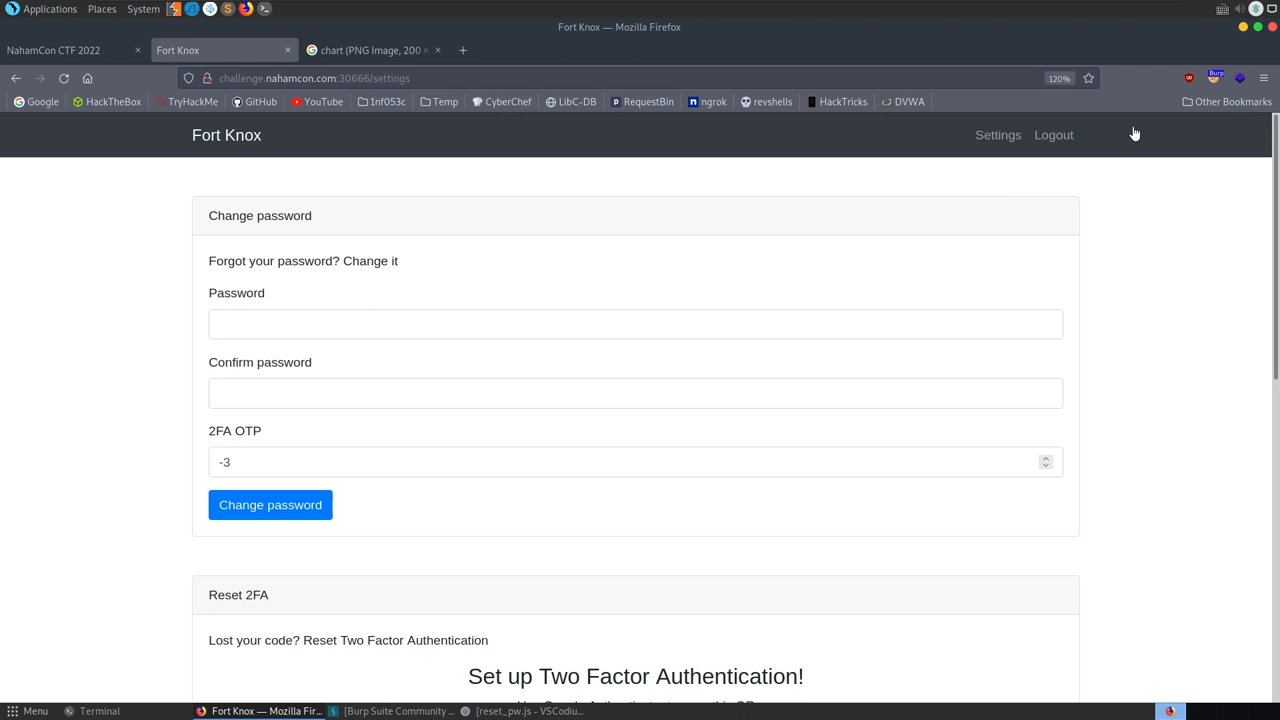 Applications Places System
Fort Knox — Mozilla Firefox
NahamCon CTF 2022 × Fort Knox × chart (PNG Image, 200 × × +
challenge.nahamcon.com:30666/settings 120% Burp
Google HackTheBox TryHackMe GitHub YouTube 1nf053c Temp CyberChef LibC-DB RequestBin ngrok revshells HackTricks DVWA Other Bookmarks
Fort Knox Settings Logout
Change password
Forgot your password? Change it
Password
Confirm password
2FA OTP
-3
Change password
Reset 2FA
Lost your code? Reset Two Factor Authentication
Set up Two Factor Authentication!
Menu Terminal Fort Knox — Mozilla Fir... [Burp Suite Community ... [reset_pw.js - VSCodiu...